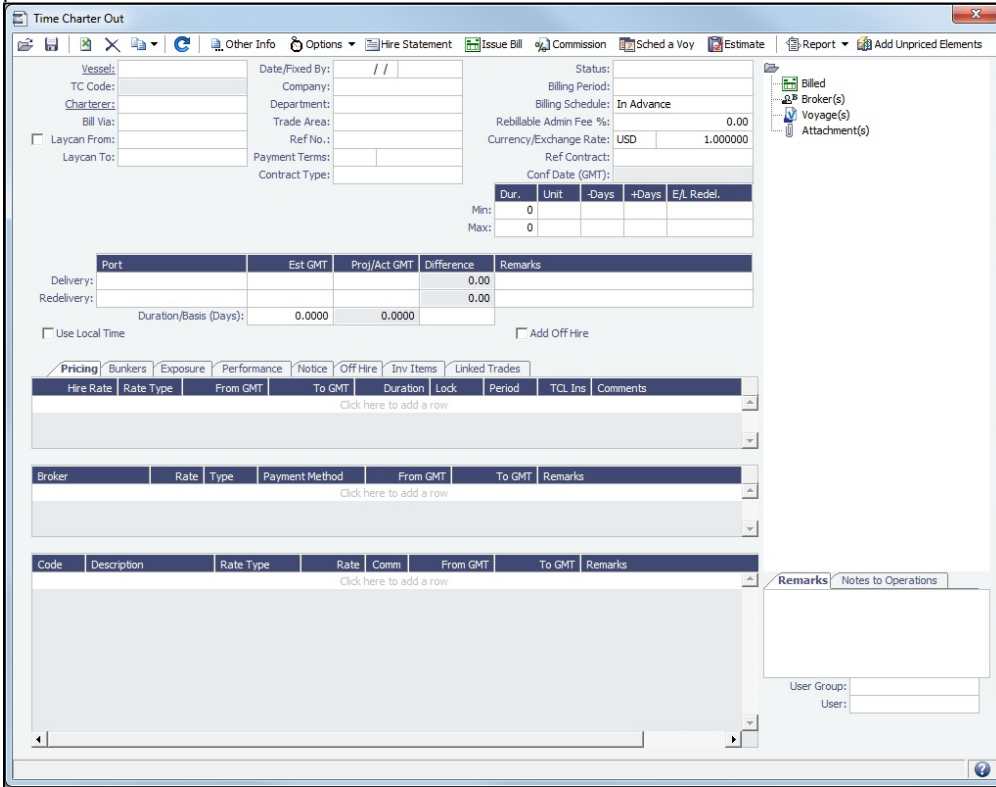 Time Charter Out
Other Info Options Hire Statement Issue Bill Commission Sched a Voy Estimate Report Add Unpriced Elements
Vessel: Date/Fixed By: / / Status:
TC Code: Company: Billing Period:
Charterer: Department: Billing Schedule: In Advance
Bill Via: Trade Area: Rebillable Admin Fee %: 0.00
Laycan From: Ref No.: Currency/Exchange Rate: USD 1.000000
Laycan To: Payment Terms: Ref Contract:
Contract Type: Conf Date (GMT):
Dur. Unit -Days +Days E/L Redel.
Min: 0
Max: 0
Port Est GMT Proj/Act GMT Difference Remarks
Delivery: 0.00
Redelivery: 0.00
Duration/Basis (Days): 0.0000 0.0000
Use Local Time Add Off Hire
Pricing Bunkers Exposure Performance Notice Off Hire Inv Items Linked Trades
Hire Rate Rate Type From GMT To GMT Duration Lock Period TCL Ins Comments
Click here to add a row
Broker Rate Type Payment Method From GMT To GMT Remarks
Click here to add a row
Code Description Rate Type Rate Comm From GMT To GMT Remarks
Click here to add a row
Billed
Broker(s)
Voyage(s)
Attachment(s)
Remarks Notes to Operations
User Group:
User: